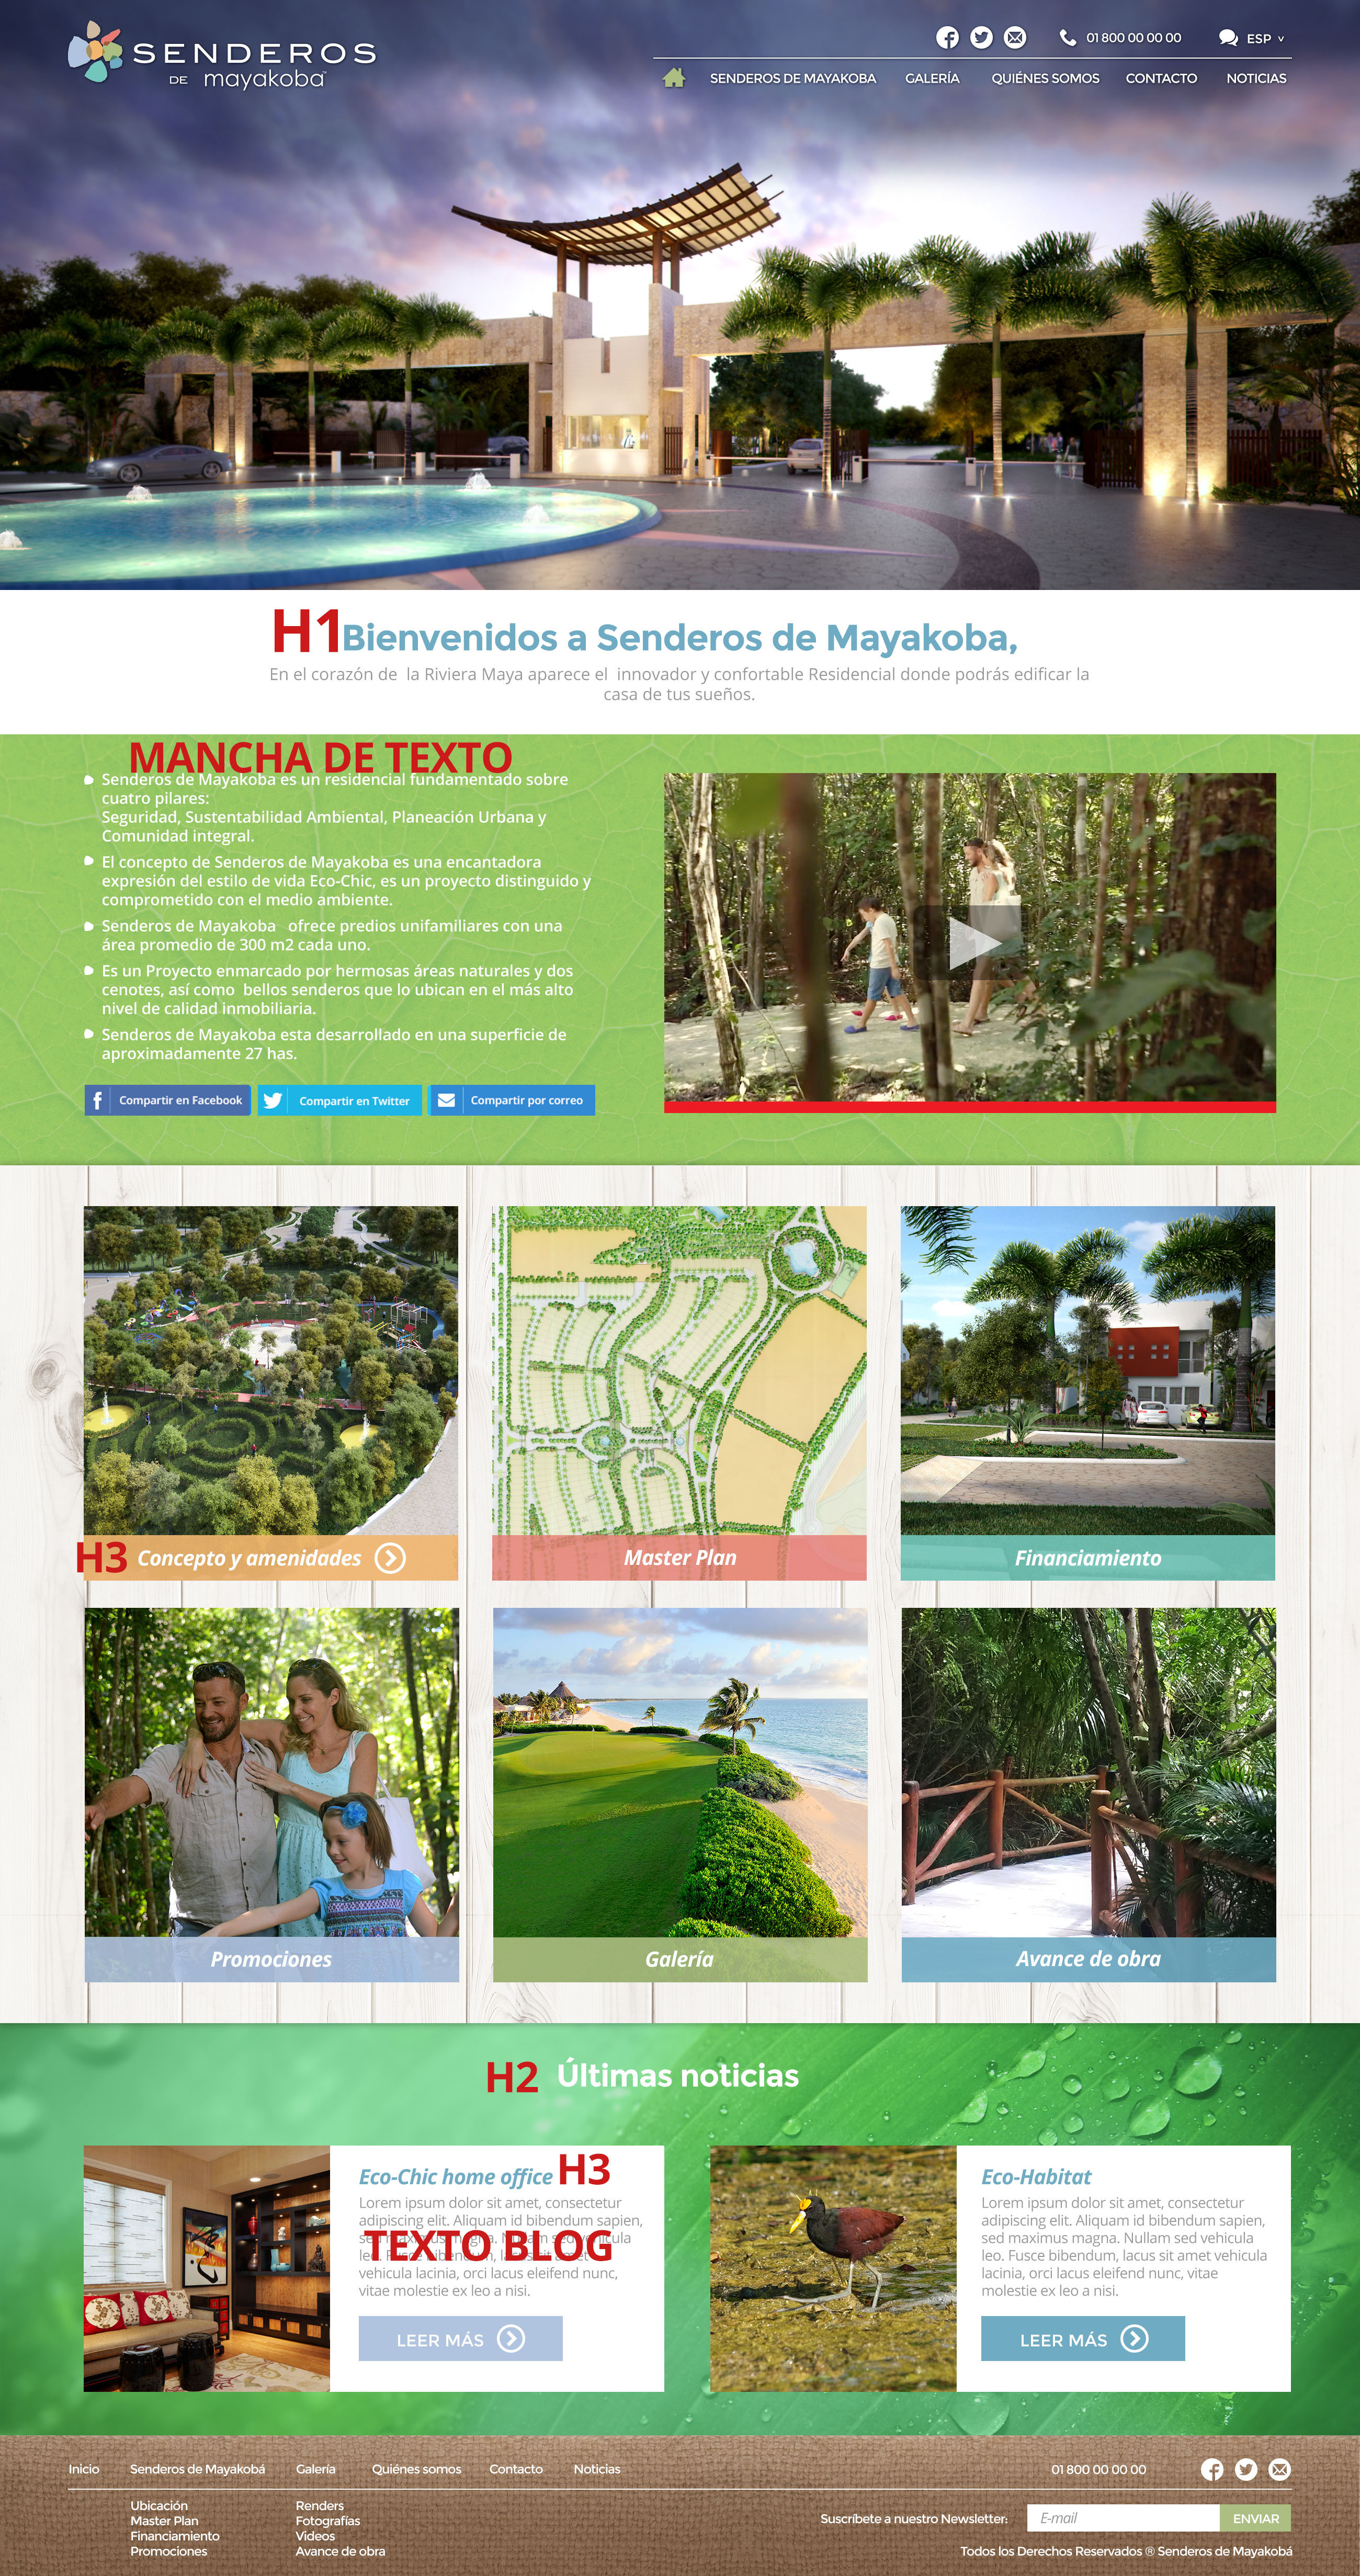 SENDEROS
DE mayakoba
01 800 00 00 00
ESP
SENDEROS DE MAYAKOBA
GALERÍA
QUIÉNES SOMOS
CONTACTO
NOTICIAS
H1 Bienvenidos a Senderos de Mayakoba,
En el corazón de la Riviera Maya aparece el innovador y confortable Residencial donde podrás edificar la
casa de tus sueños.
MANCHA DE TEXTO
Senderos de Mayakoba es un residencial fundamentado sobre
cuatro pilares:
Seguridad, Sustentabilidad Ambiental, Planeación Urbana y
Comunidad integral.
El concepto de Senderos de Mayakoba es una encantadora
expresión del estilo de vida Eco-Chic, es un proyecto distinguido y
comprometido con el medio ambiente.
Senderos de Mayakoba ofrece predios unifamiliares con una
área promedio de 300 m2 cada uno.
Es un Proyecto enmarcado por hermosas áreas naturales y dos
cenotes, así como bellos senderos que lo ubican en el más alto
nivel de calidad inmobiliaria.
Senderos de Mayakoba esta desarrollado en una superficie de
aproximadamente 27 has.
Compartir en Facebook
Compartir en Twitter
Compartir por correo
H3 Concepto y amenidades
Master Plan
Financiamiento
Promociones
Galería
Avance de obra
H2 Últimas noticias
Eco-Chic home office H3
Lorem ipsum dolor sit amet, consectetur
adipiscing elit. Aliquam id bibendum sapien,
TEXTO BLOG
vehicula lacinia, orci lacus eleifend nunc,
vitae molestie ex leo a nisi.
LEER MÁS
Eco-Habitat
Lorem ipsum dolor sit amet, consectetur
adipiscing elit. Aliquam id bibendum sapien,
sed maximus magna. Nullam sed vehicula
leo. Fusce bibendum, lacus sit amet vehicula
lacinia, orci lacus eleifend nunc, vitae
molestie ex leo a nisi.
LEER MÁS
Inicio
Senderos de Mayakobá
Galería
Quiénes somos
Contacto
Noticias
01 800 00 00 00
Ubicación
Master Plan
Financiamiento
Promociones
Renders
Fotografías
Videos
Avance de obra
Suscríbete a nuestro Newsletter:
E-mail
ENVIAR
Todos los Derechos Reservados ® Senderos de Mayakobá